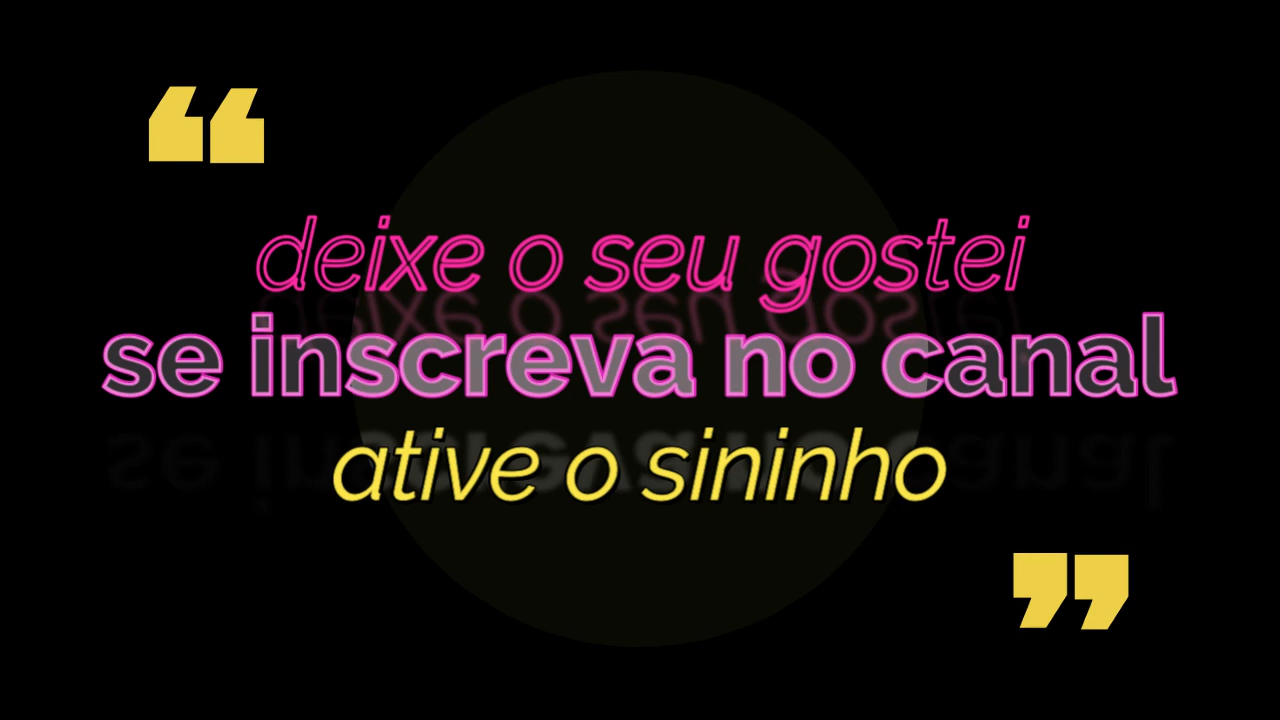 “
deixe o seu gostei
se inscreva no canal
ative o sininho
”